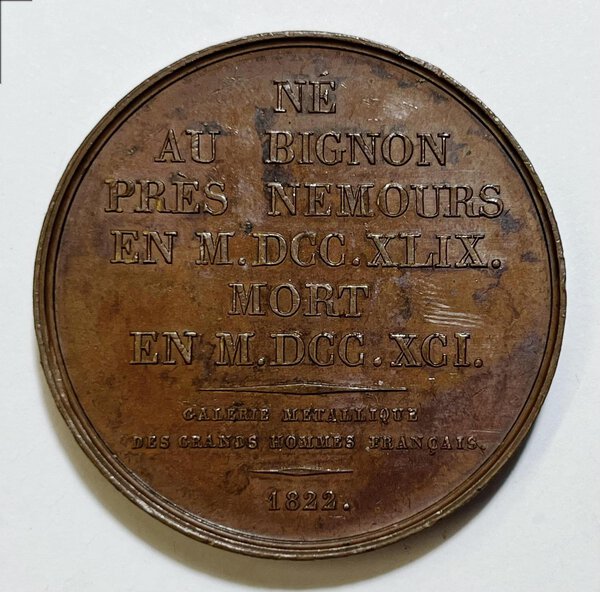 NÉ
AU BIGNON
PRÈS NEMOURS
EN M.DCC.XLIX.
MORT
EN M.DCC.XCI.
GALERIE METALLIQUE
DES GRANDS HOMMES FRANÇAIS.
1822.